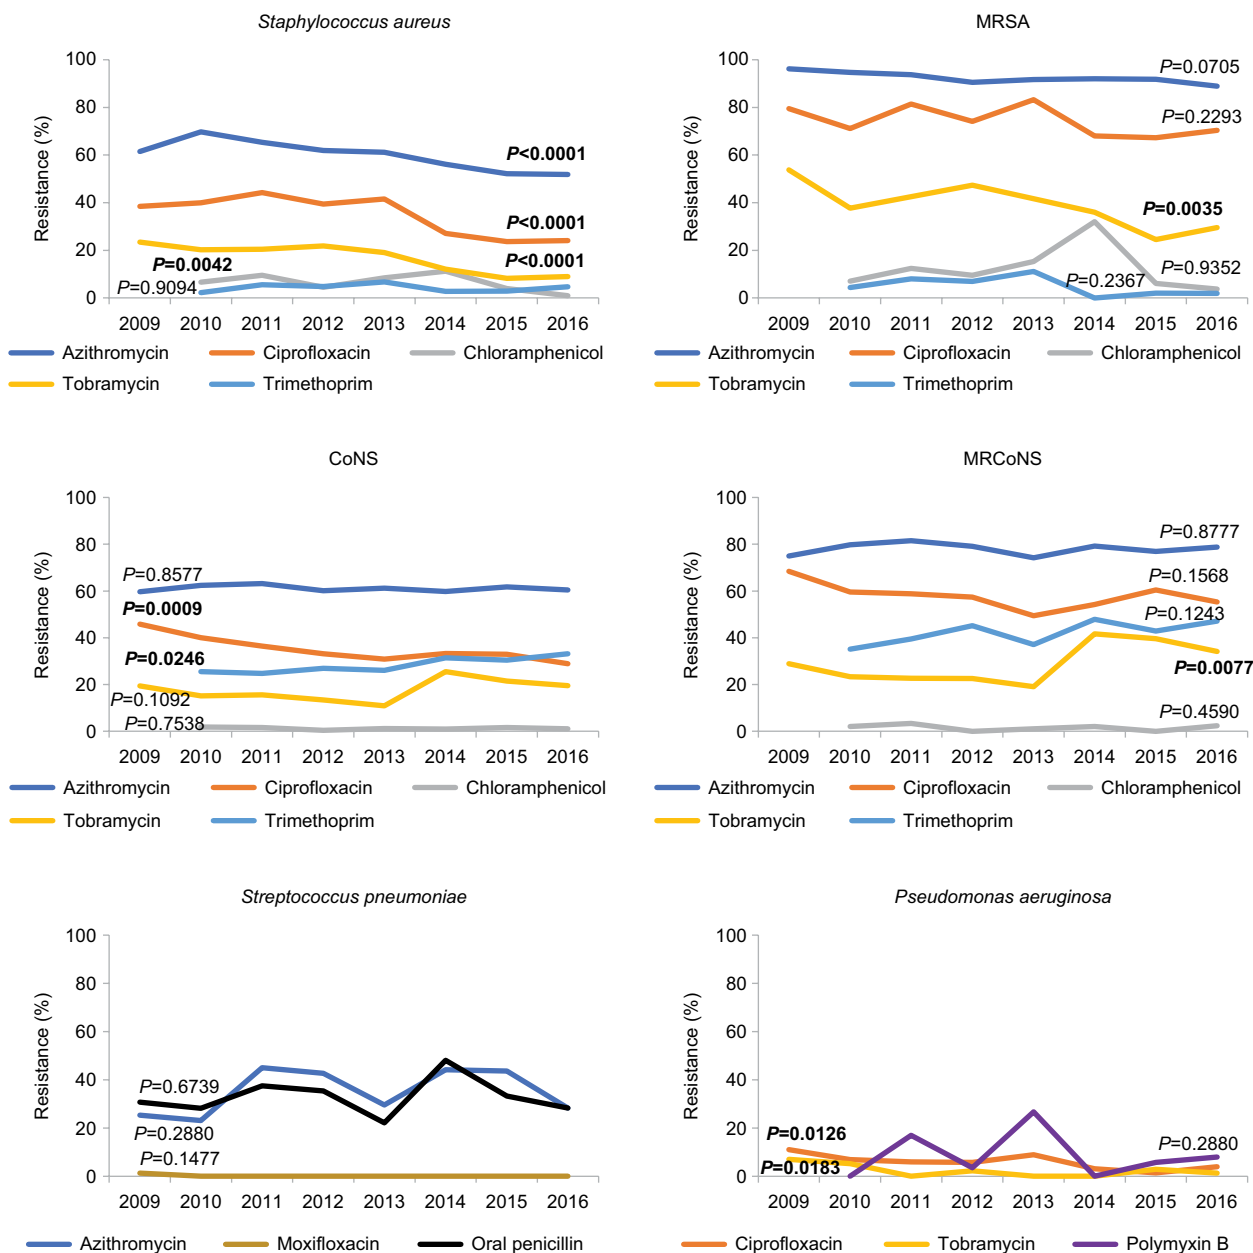 Staphylococcus aureus
Resistance (%)
100
80
60
40
20
0
P<0.0001
P<0.0001
P<0.0001
P=0.0042
P=0.9094
2009 2010 2011 2012 2013 2014 2015 2016
Azithromycin Ciprofloxacin Chloramphenicol
Tobramycin Trimethoprim
MRSA
Resistance (%)
100
80
60
40
20
0
P=0.0705
P=0.2293
P=0.0035
P=0.9352
P=0.2367
2009 2010 2011 2012 2013 2014 2015 2016
Azithromycin Ciprofloxacin Chloramphenicol
Tobramycin Trimethoprim
CoNS
Resistance (%)
100
80
60
40
20
0
P=0.8577
P=0.0009
P=0.0246
P=0.1092
P=0.7538
2009 2010 2011 2012 2013 2014 2015 2016
Azithromycin Ciprofloxacin Chloramphenicol
Tobramycin Trimethoprim
MRCoNS
Resistance (%)
100
80
60
40
20
0
P=0.8777
P=0.1568
P=0.1243
P=0.0077
P=0.4590
2009 2010 2011 2012 2013 2014 2015 2016
Azithromycin Ciprofloxacin Chloramphenicol
Tobramycin Trimethoprim
Streptococcus pneumoniae
Resistance (%)
100
80
60
40
20
0
P=0.6739
P=0.2880
P=0.1477
2009 2010 2011 2012 2013 2014 2015 2016
Azithromycin Moxifloxacin Oral penicillin
Pseudomonas aeruginosa
Resistance (%)
100
80
60
40
20
0
P=0.0126
P=0.0183
P=0.2880
2009 2010 2011 2012 2013 2014 2015 2016
Ciprofloxacin Tobramycin Polymyxin B